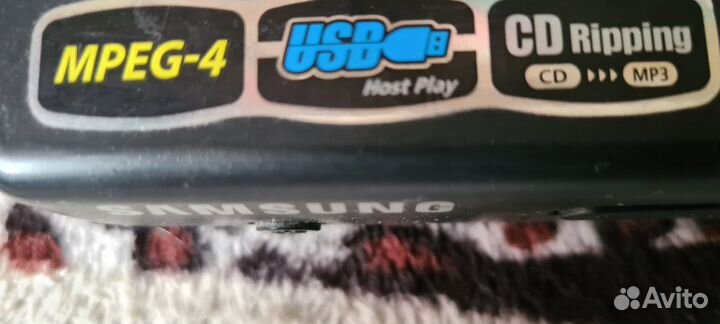 MPEG-4
USB
Host Play
CD Ripping
CD ▸▸▸ MP3
SAMSUNG
Avito